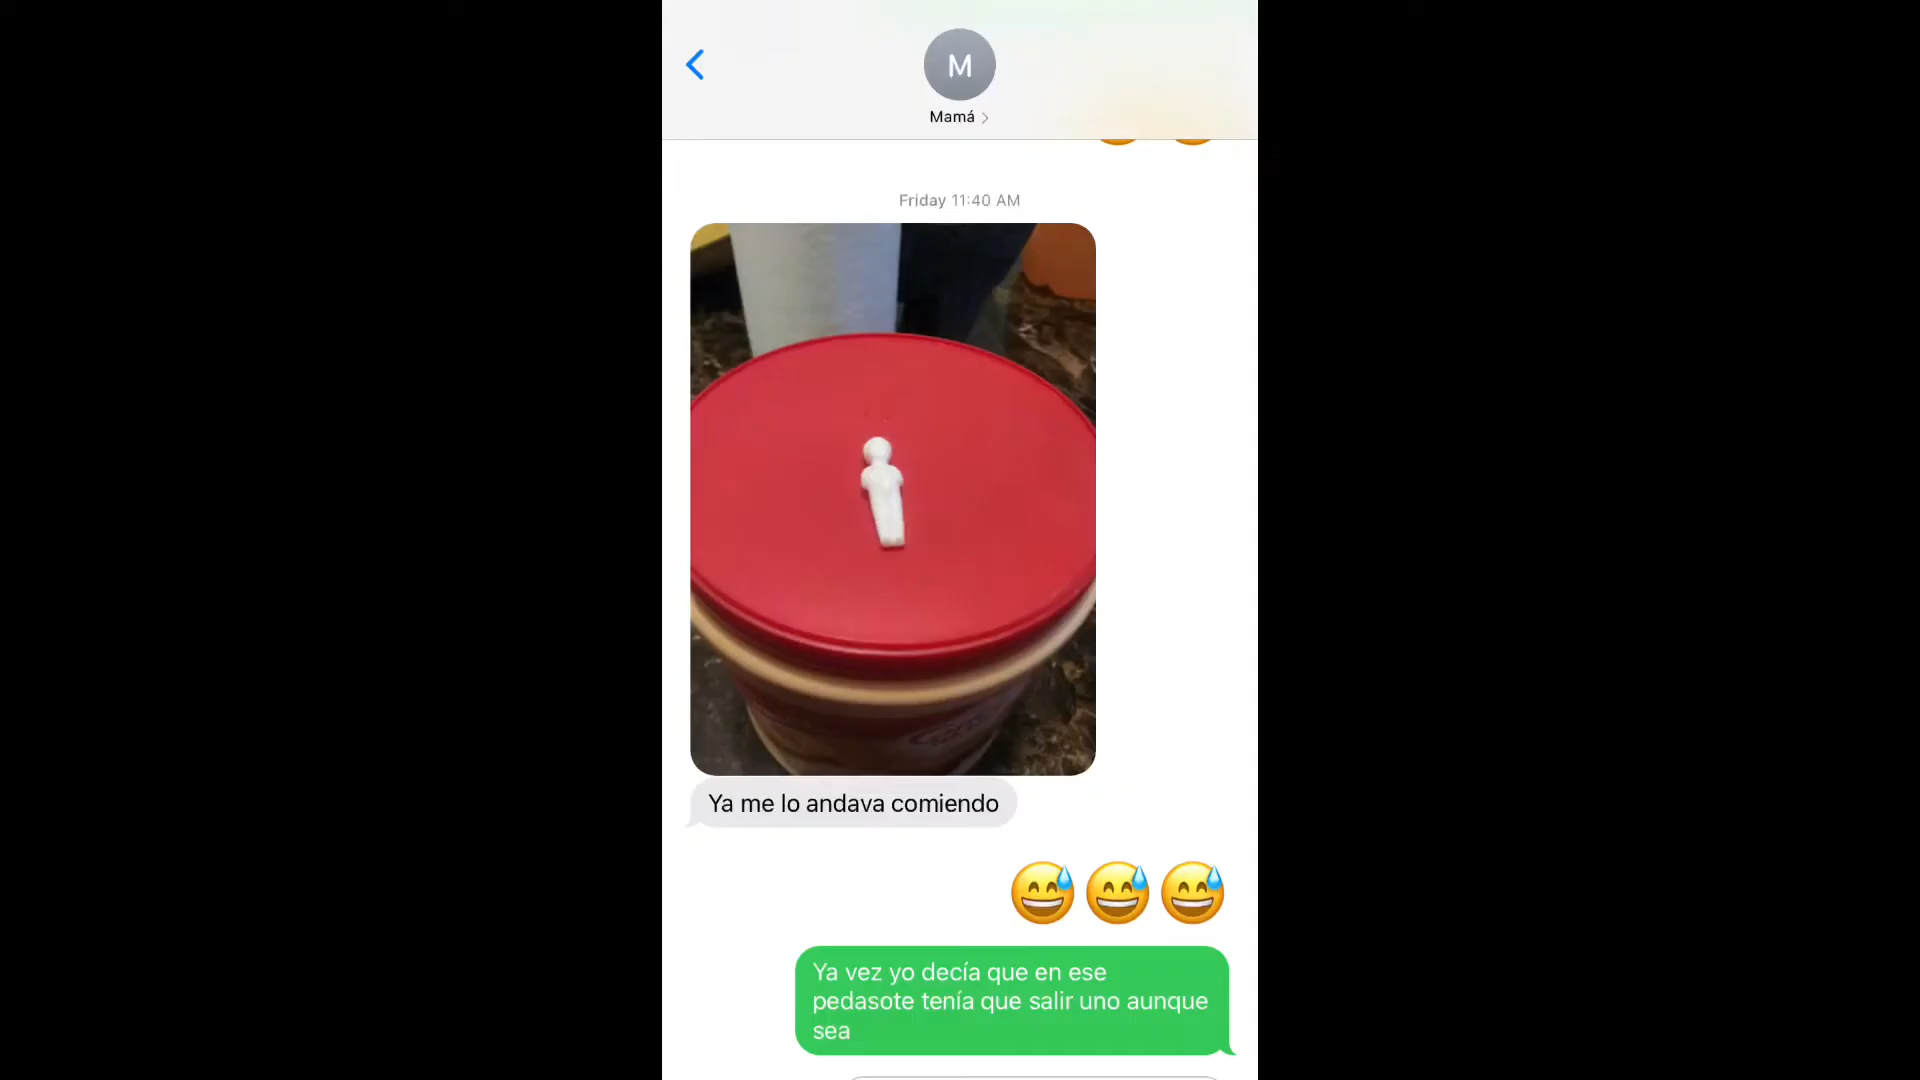 M
Mamá
Friday 11:40 AM
Ya me lo andava comiendo
Ya vez yo decía que en ese
pedasote tenía que salir uno aunque
sea